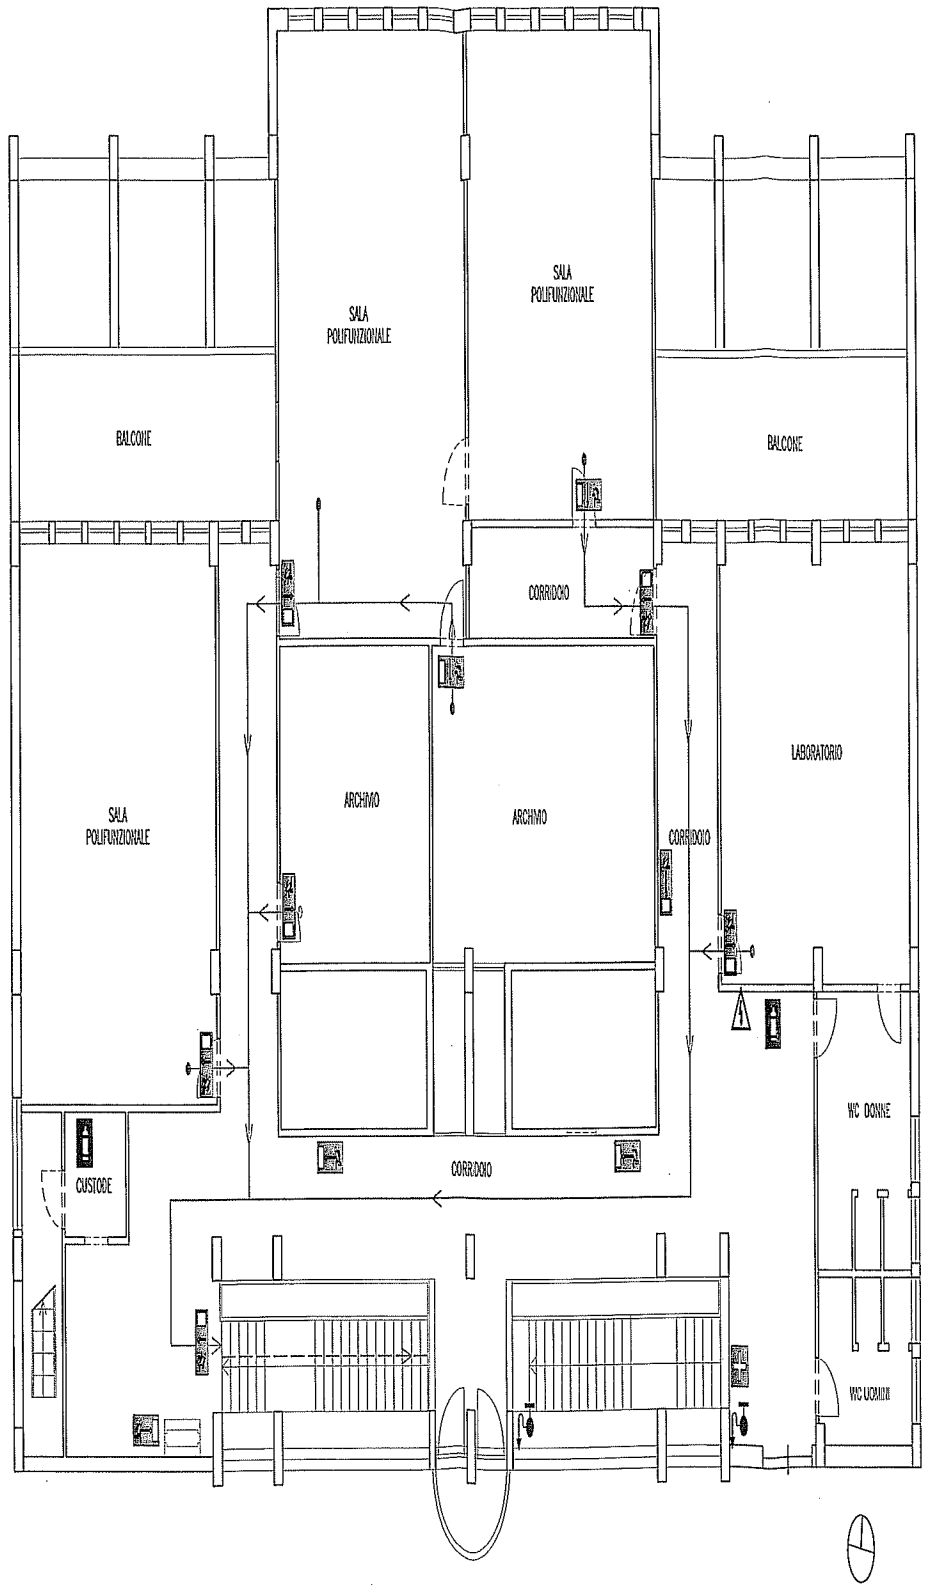 SALA
POLIFUNZIONALE
SALA
POLIFUNZIONALE
BALCONE
BALCONE
CORRIDOIO
LABORATORIO
ARCHIVIO
ARCHIVIO
SALA
POLIFUNZIONALE
CORRIDOIO
WC DONNE
CORRIDOIO
CUSTODE
WC UOMINI